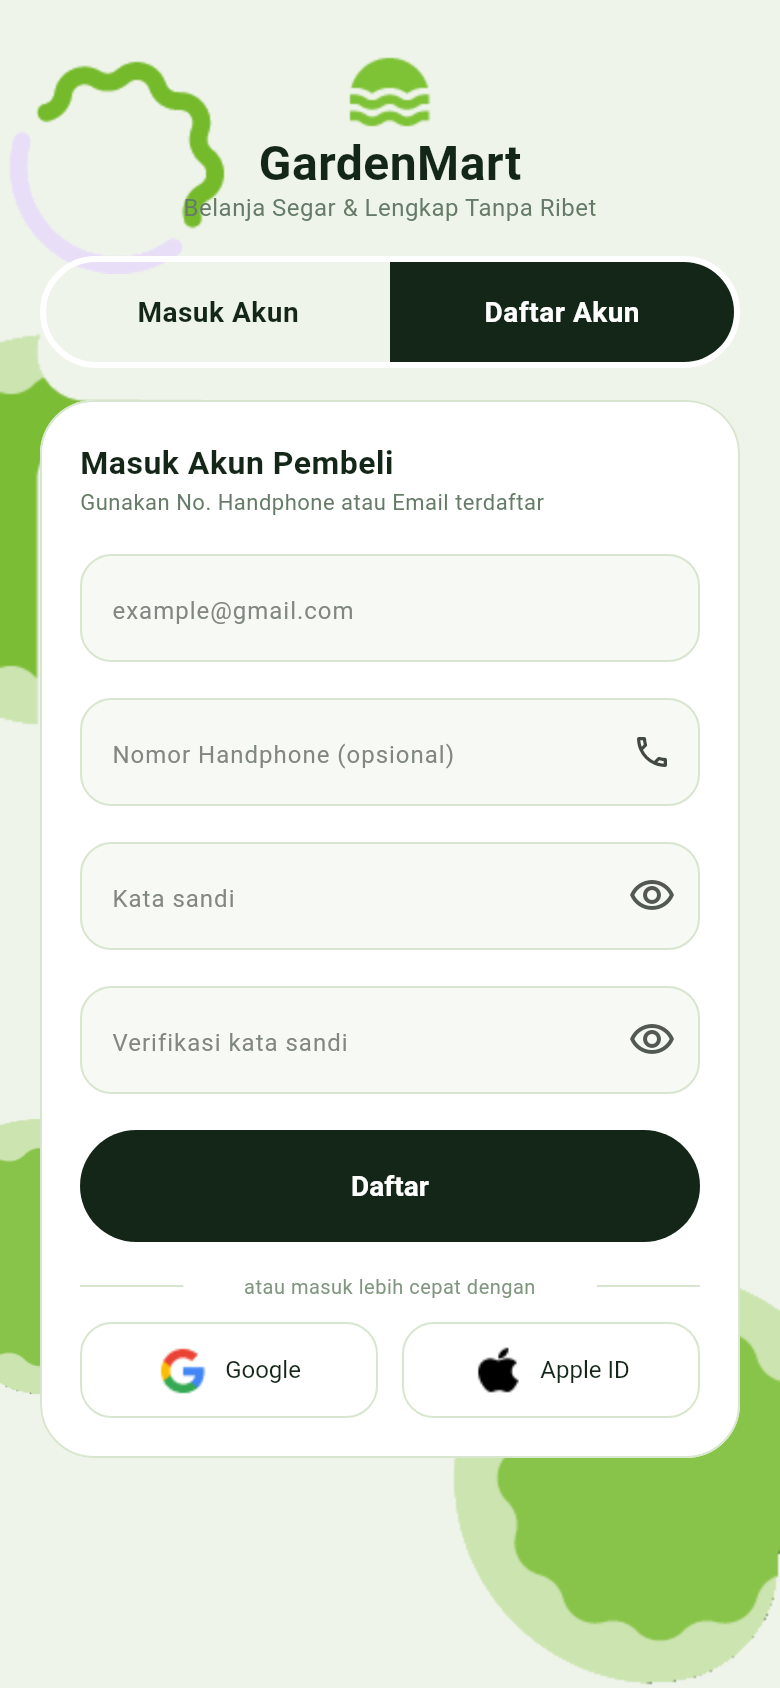 GardenMart
Belanja Segar & Lengkap Tanpa Ribet
Masuk Akun
Daftar Akun
Masuk Akun Pembeli
Gunakan No. Handphone atau Email terdaftar
example@gmail.com
Nomor Handphone (opsional)
Kata sandi
Verifikasi kata sandi
Daftar
atau masuk lebih cepat dengan
Google
Apple ID